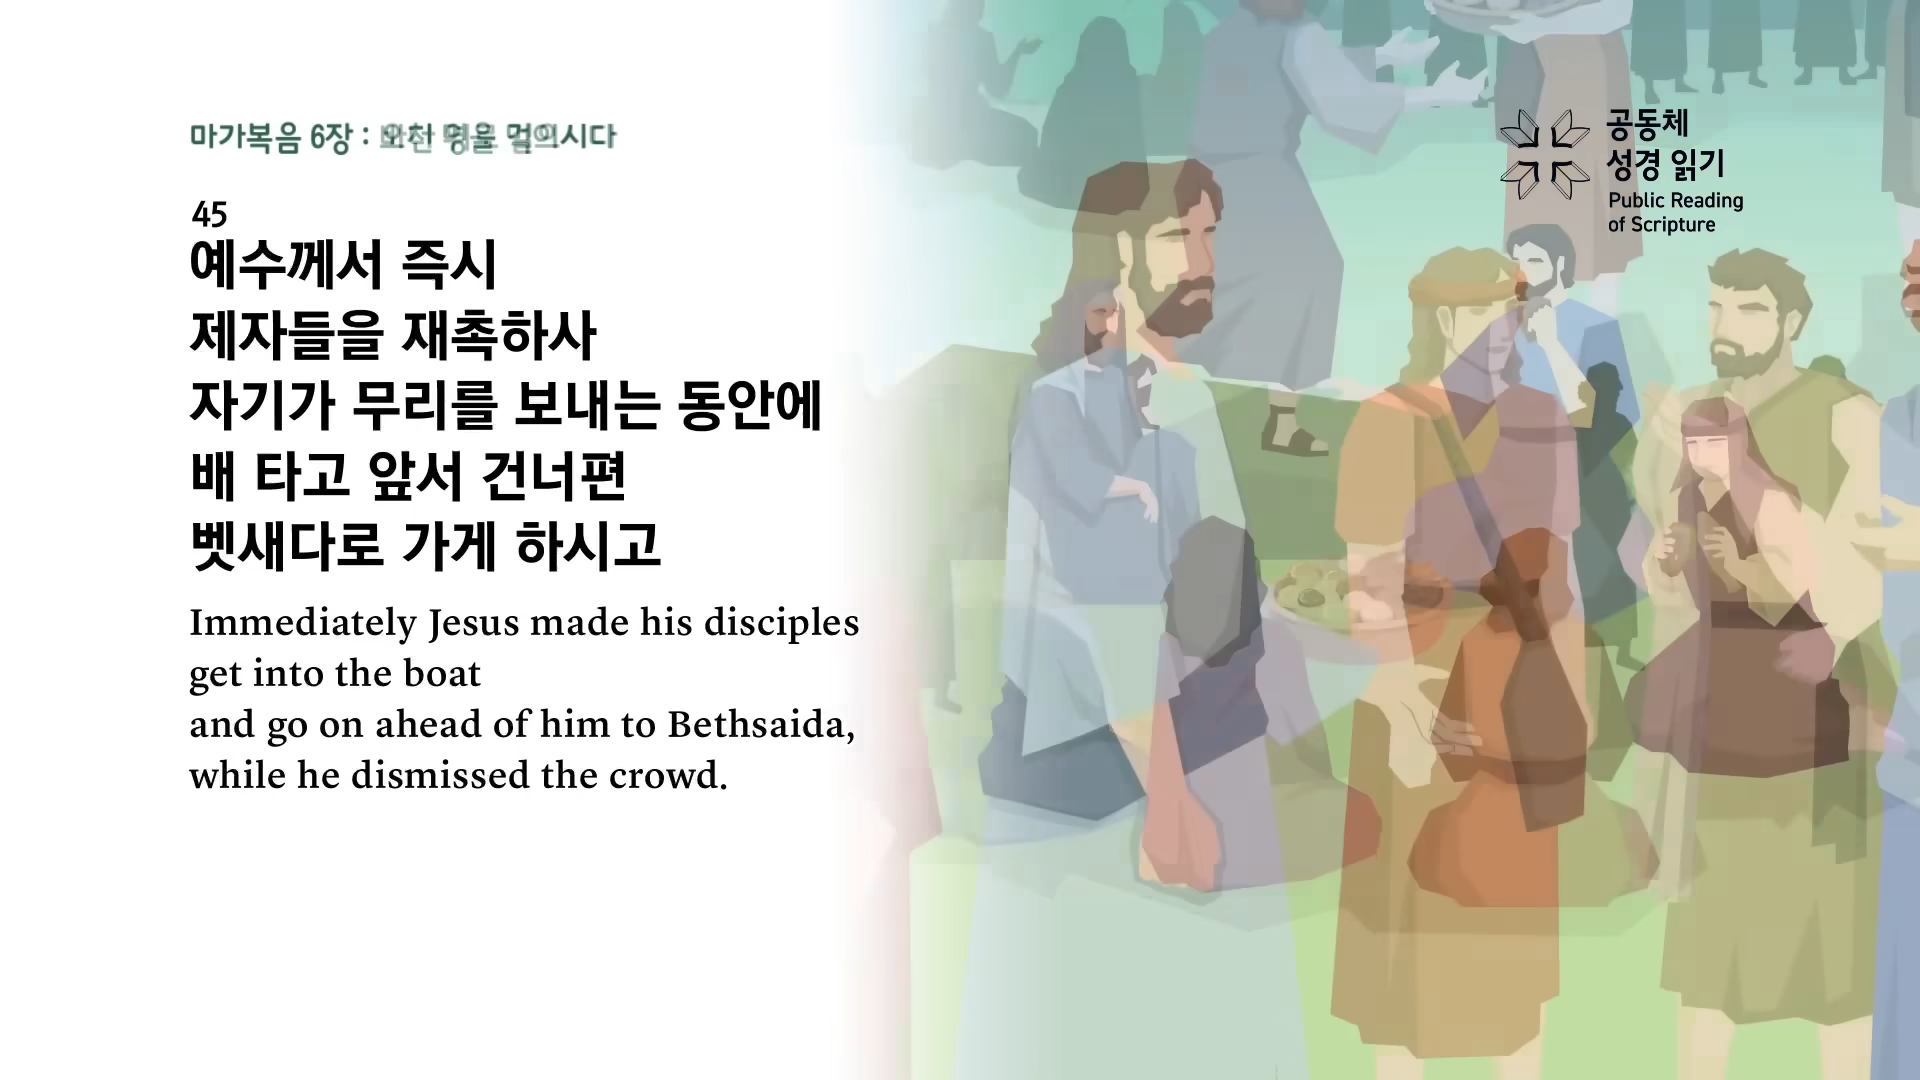 마가복음 6장 : 시다
45
예수께서 즉시
제자들을 재촉하사
자기가 무리를 보내는 동안에
배 타고 앞서 건너편
벳새다로 가게 하시고
Immediately Jesus made his disciples
get into the boat
and go on ahead of him to Bethsaida,
while he dismissed the crowd.
공동체
성경 읽기
Public Reading
of Scripture